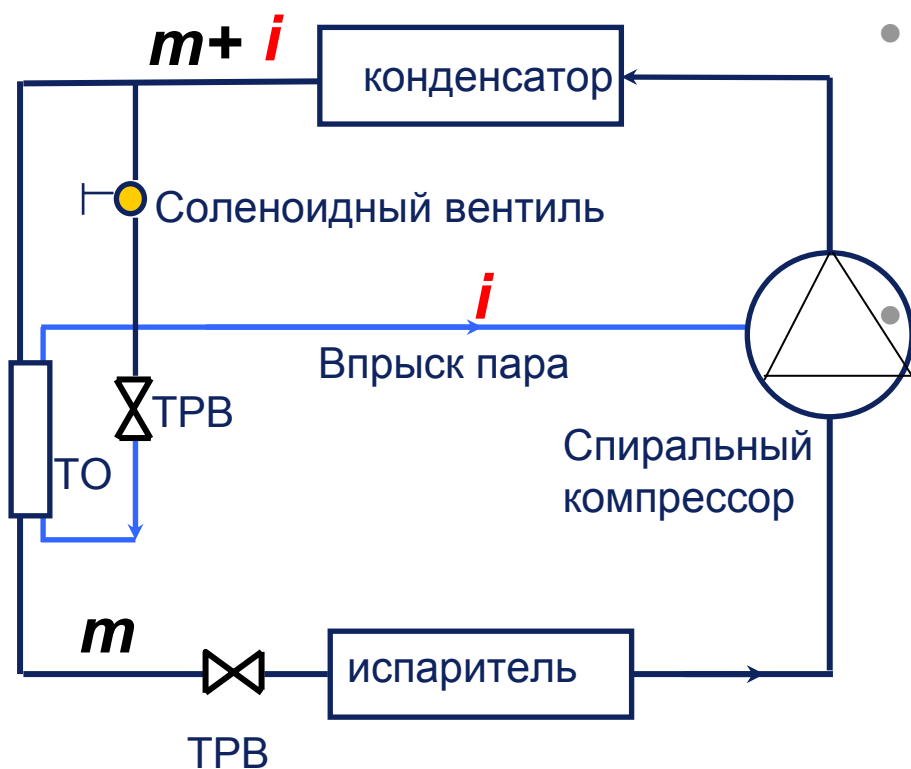 m+ i
конденсатор
Соленоидный вентиль
i
Впрыск пара
ТРВ
ТО
Спиральный
компрессор
m
испаритель
ТРВ